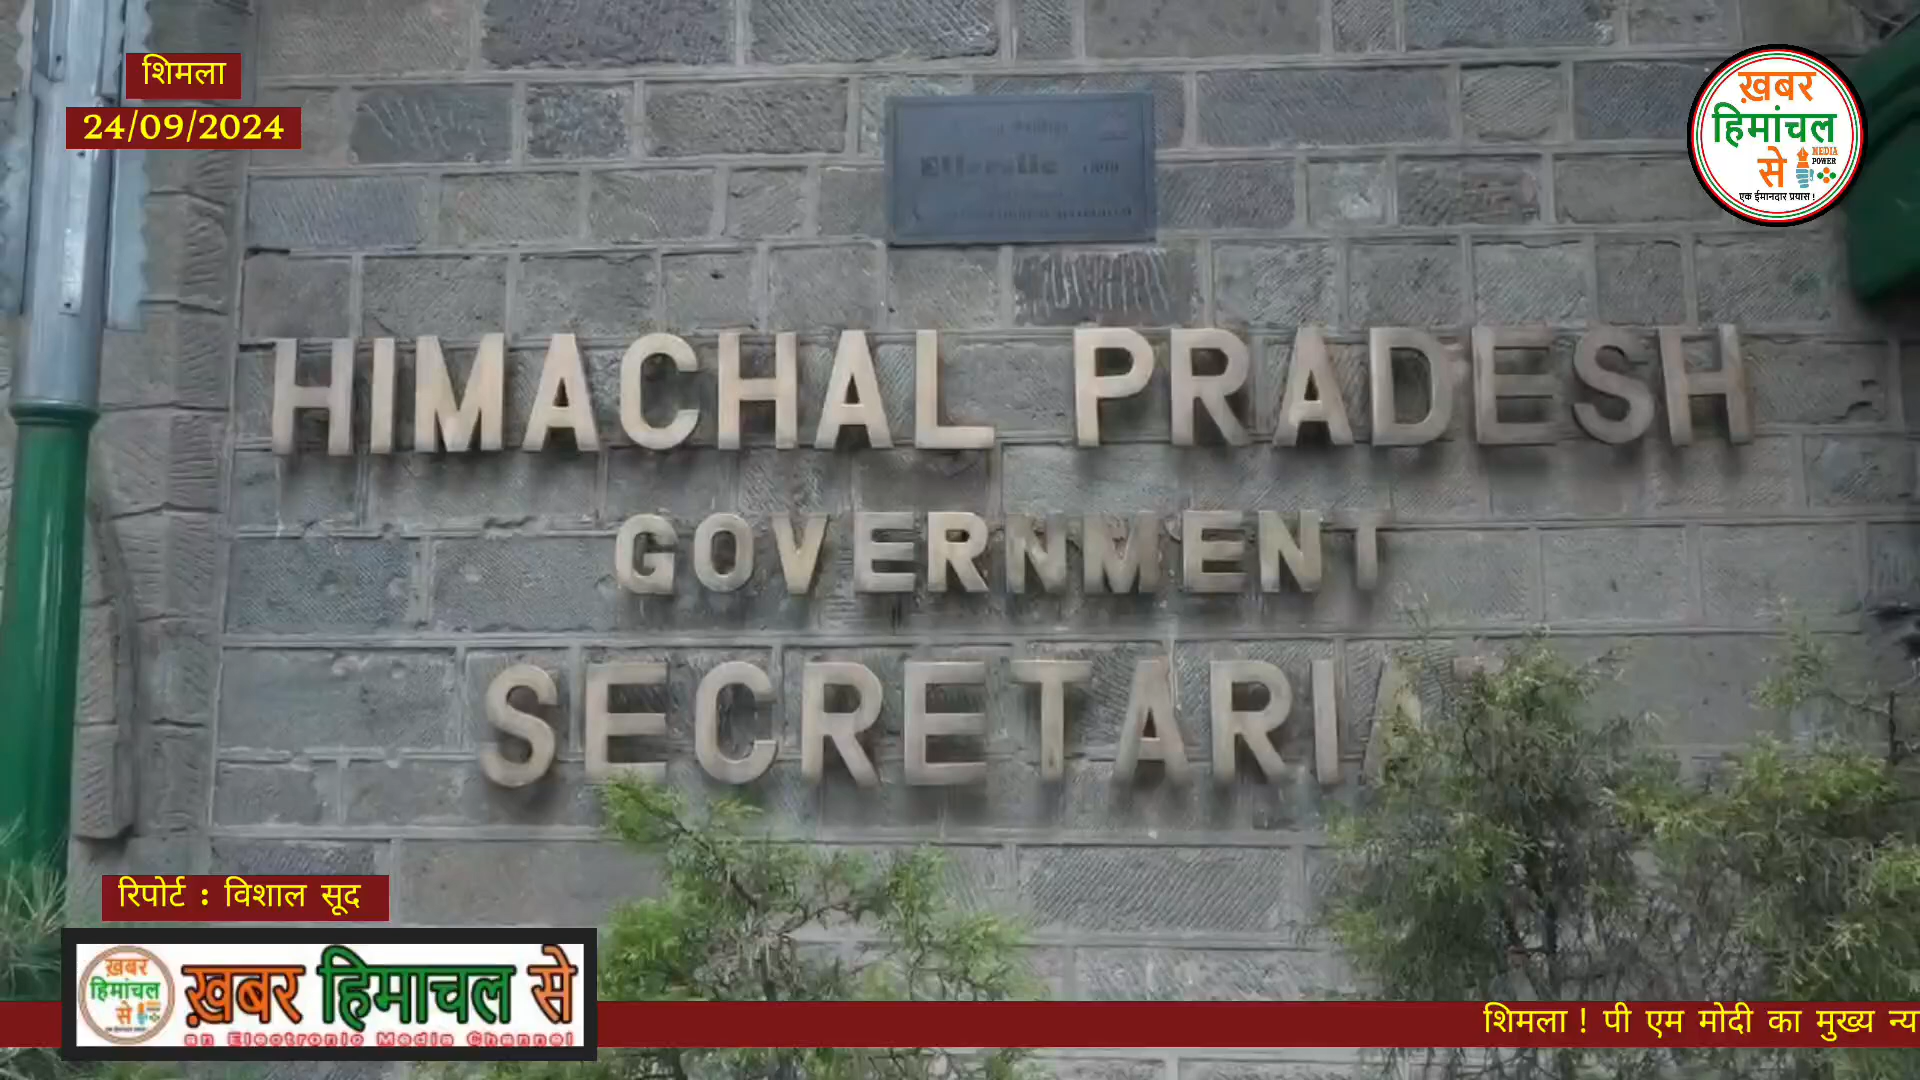 शिमला
24/09/2024
ख़बर
हिमांचल
से
MEDIA
POWER
एक ईमानदार प्रयास !
HIMACHAL PRADESH
GOVERNMENT
SECRETARIA
रिपोर्ट : विशाल सूद
ख़बर
हिमांचल
से
ख़बर हिमाचल से
an Electronic Media Channel
शिमला ! पी एम मोदी का मुख्य न्य